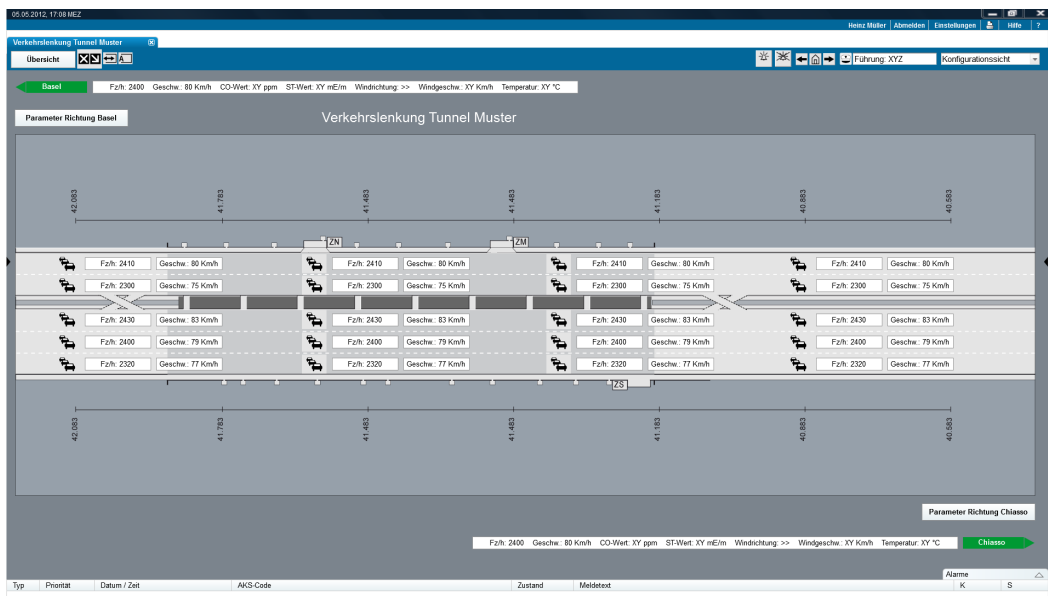 05.05.2012, 17:08 MEZ
Heinz Müller Abmelden Einstellungen Hilfe ?
Verkehrslenkung Tunnel Muster
Übersicht A Führung: XYZ Konfigurationssicht
Basel Fz/h: 2400 Geschw.: 80 Km/h CO-Wert: XY ppm ST-Wert: XY mE/m Windrichtung: >> Windgeschw.: XY Km/h Temperatur: XY °C
Parameter Richtung Basel Verkehrslenkung Tunnel Muster
42.083 41.783 41.483 41.483 41.183 40.883 40.583
ZN ZM
Fz/h: 2410 Geschw.: 80 Km/h Fz/h: 2410 Geschw.: 80 Km/h Fz/h: 2410 Geschw.: 80 Km/h Fz/h: 2410 Geschw.: 80 Km/h
Fz/h: 2300 Geschw.: 75 Km/h Fz/h: 2300 Geschw.: 75 Km/h Fz/h: 2300 Geschw.: 75 Km/h Fz/h: 2300 Geschw.: 75 Km/h
Fz/h: 2430 Geschw.: 83 Km/h Fz/h: 2430 Geschw.: 83 Km/h Fz/h: 2430 Geschw.: 83 Km/h Fz/h: 2430 Geschw.: 83 Km/h
Fz/h: 2400 Geschw.: 79 Km/h Fz/h: 2400 Geschw.: 79 Km/h Fz/h: 2400 Geschw.: 79 Km/h Fz/h: 2400 Geschw.: 79 Km/h
Fz/h: 2320 Geschw.: 77 Km/h Fz/h: 2320 Geschw.: 77 Km/h Fz/h: 2320 Geschw.: 77 Km/h Fz/h: 2320 Geschw.: 77 Km/h
ZS
42.083 41.783 41.483 41.483 41.183 40.883 40.583
Parameter Richtung Chiasso
Fz/h: 2400 Geschw.: 80 Km/h CO-Wert: XY ppm ST-Wert: XY mE/m Windrichtung: >> Windgeschw.: XY Km/h Temperatur: XY °C Chiasso
Alarme
Typ Priorität Datum / Zeit AKS-Code Zustand Meldetext K S